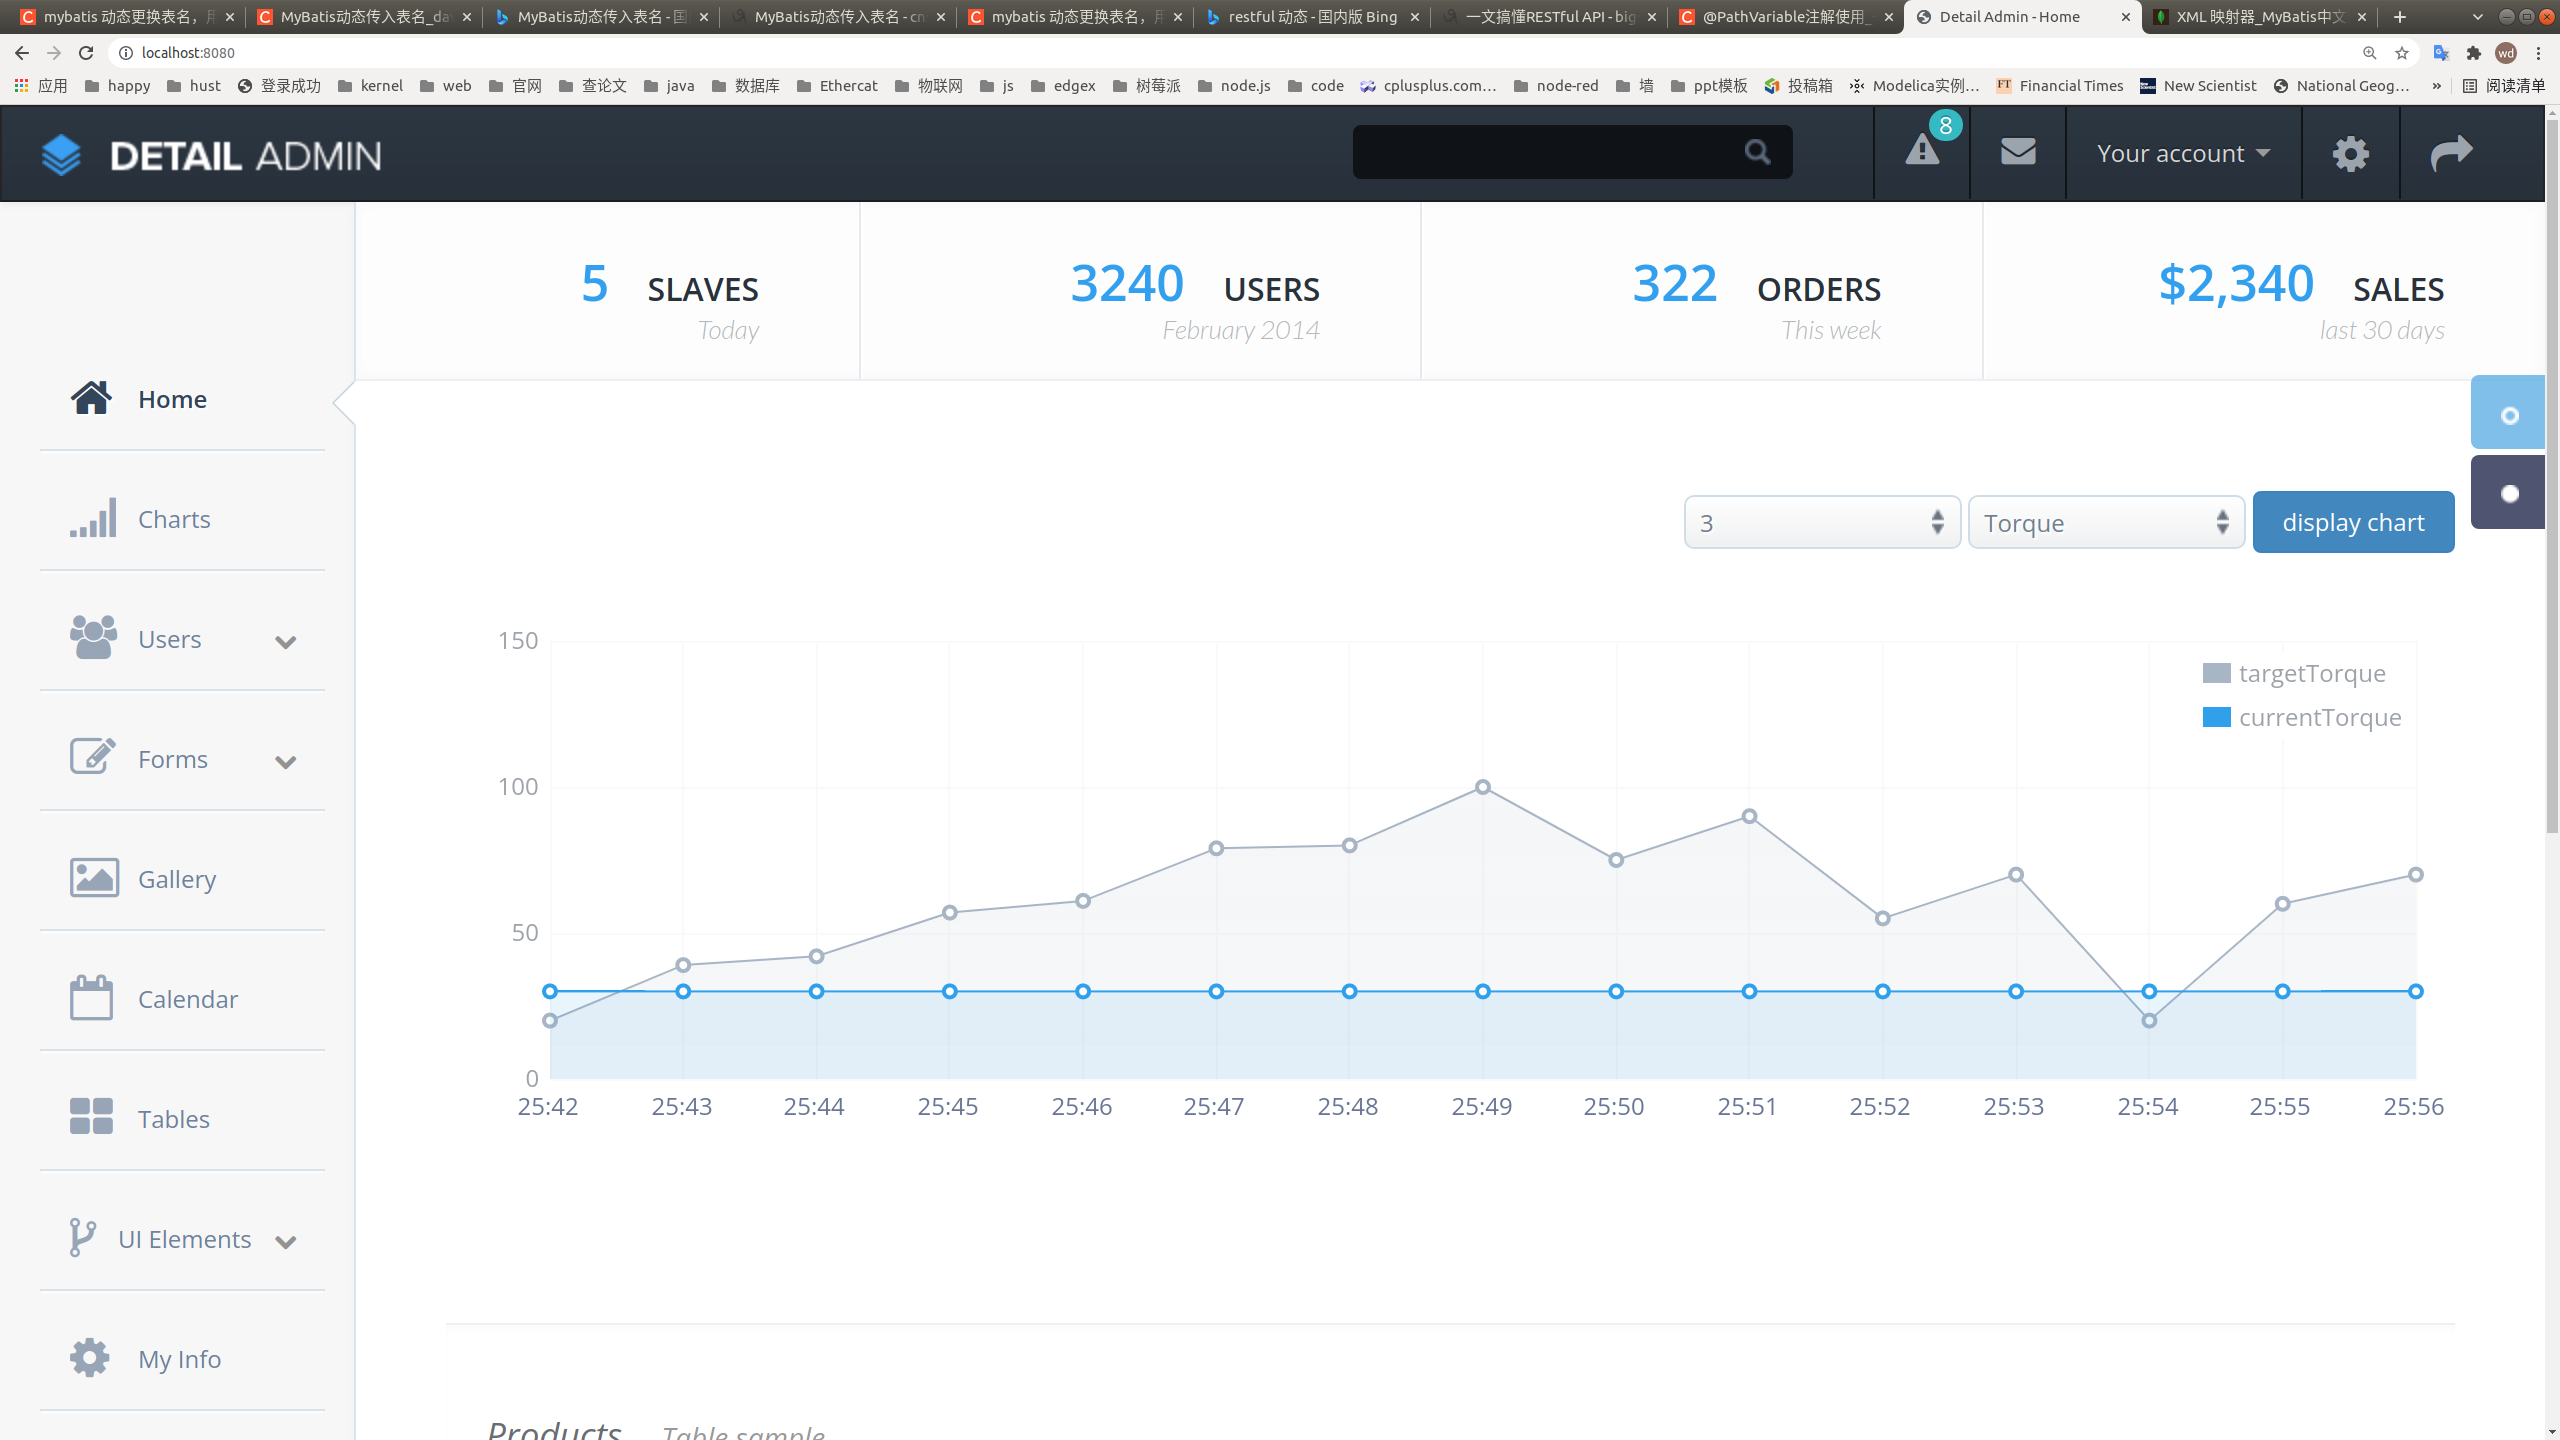 mybatis 动态更换表名，用
MyBatis动态传入表名_da
MyBatis动态传入表名 - 国
MyBatis动态传入表名 - cn
mybatis 动态更换表名，用
restful 动态 - 国内版 Bing
一文搞懂RESTful API - big
@PathVariable注解使用_
Detail Admin - Home
XML 映射器_MyBatis中文
localhost:8080
wd
应用 happy hust 登录成功 kernel web 官网 查论文 java 数据库 Ethercat 物联网 js edgex 树莓派 node.js code cplusplus.com… node-red 墙 ppt模板 投稿箱 Modelica实例… FT Financial Times New Scientist National Geog… » 阅读清单
DETAIL ADMIN
8
Your account
5 SLAVES
Today
3240 USERS
February 2014
322 ORDERS
This week
$2,340 SALES
last 30 days
Home
Charts
Users
Forms
Gallery
Calendar
Tables
UI Elements
My Info
3
Torque
display chart
150
100
50
0
targetTorque
currentTorque
25:42 25:43 25:44 25:45 25:46 25:47 25:48 25:49 25:50 25:51 25:52 25:53 25:54 25:55 25:56
Products Table sample